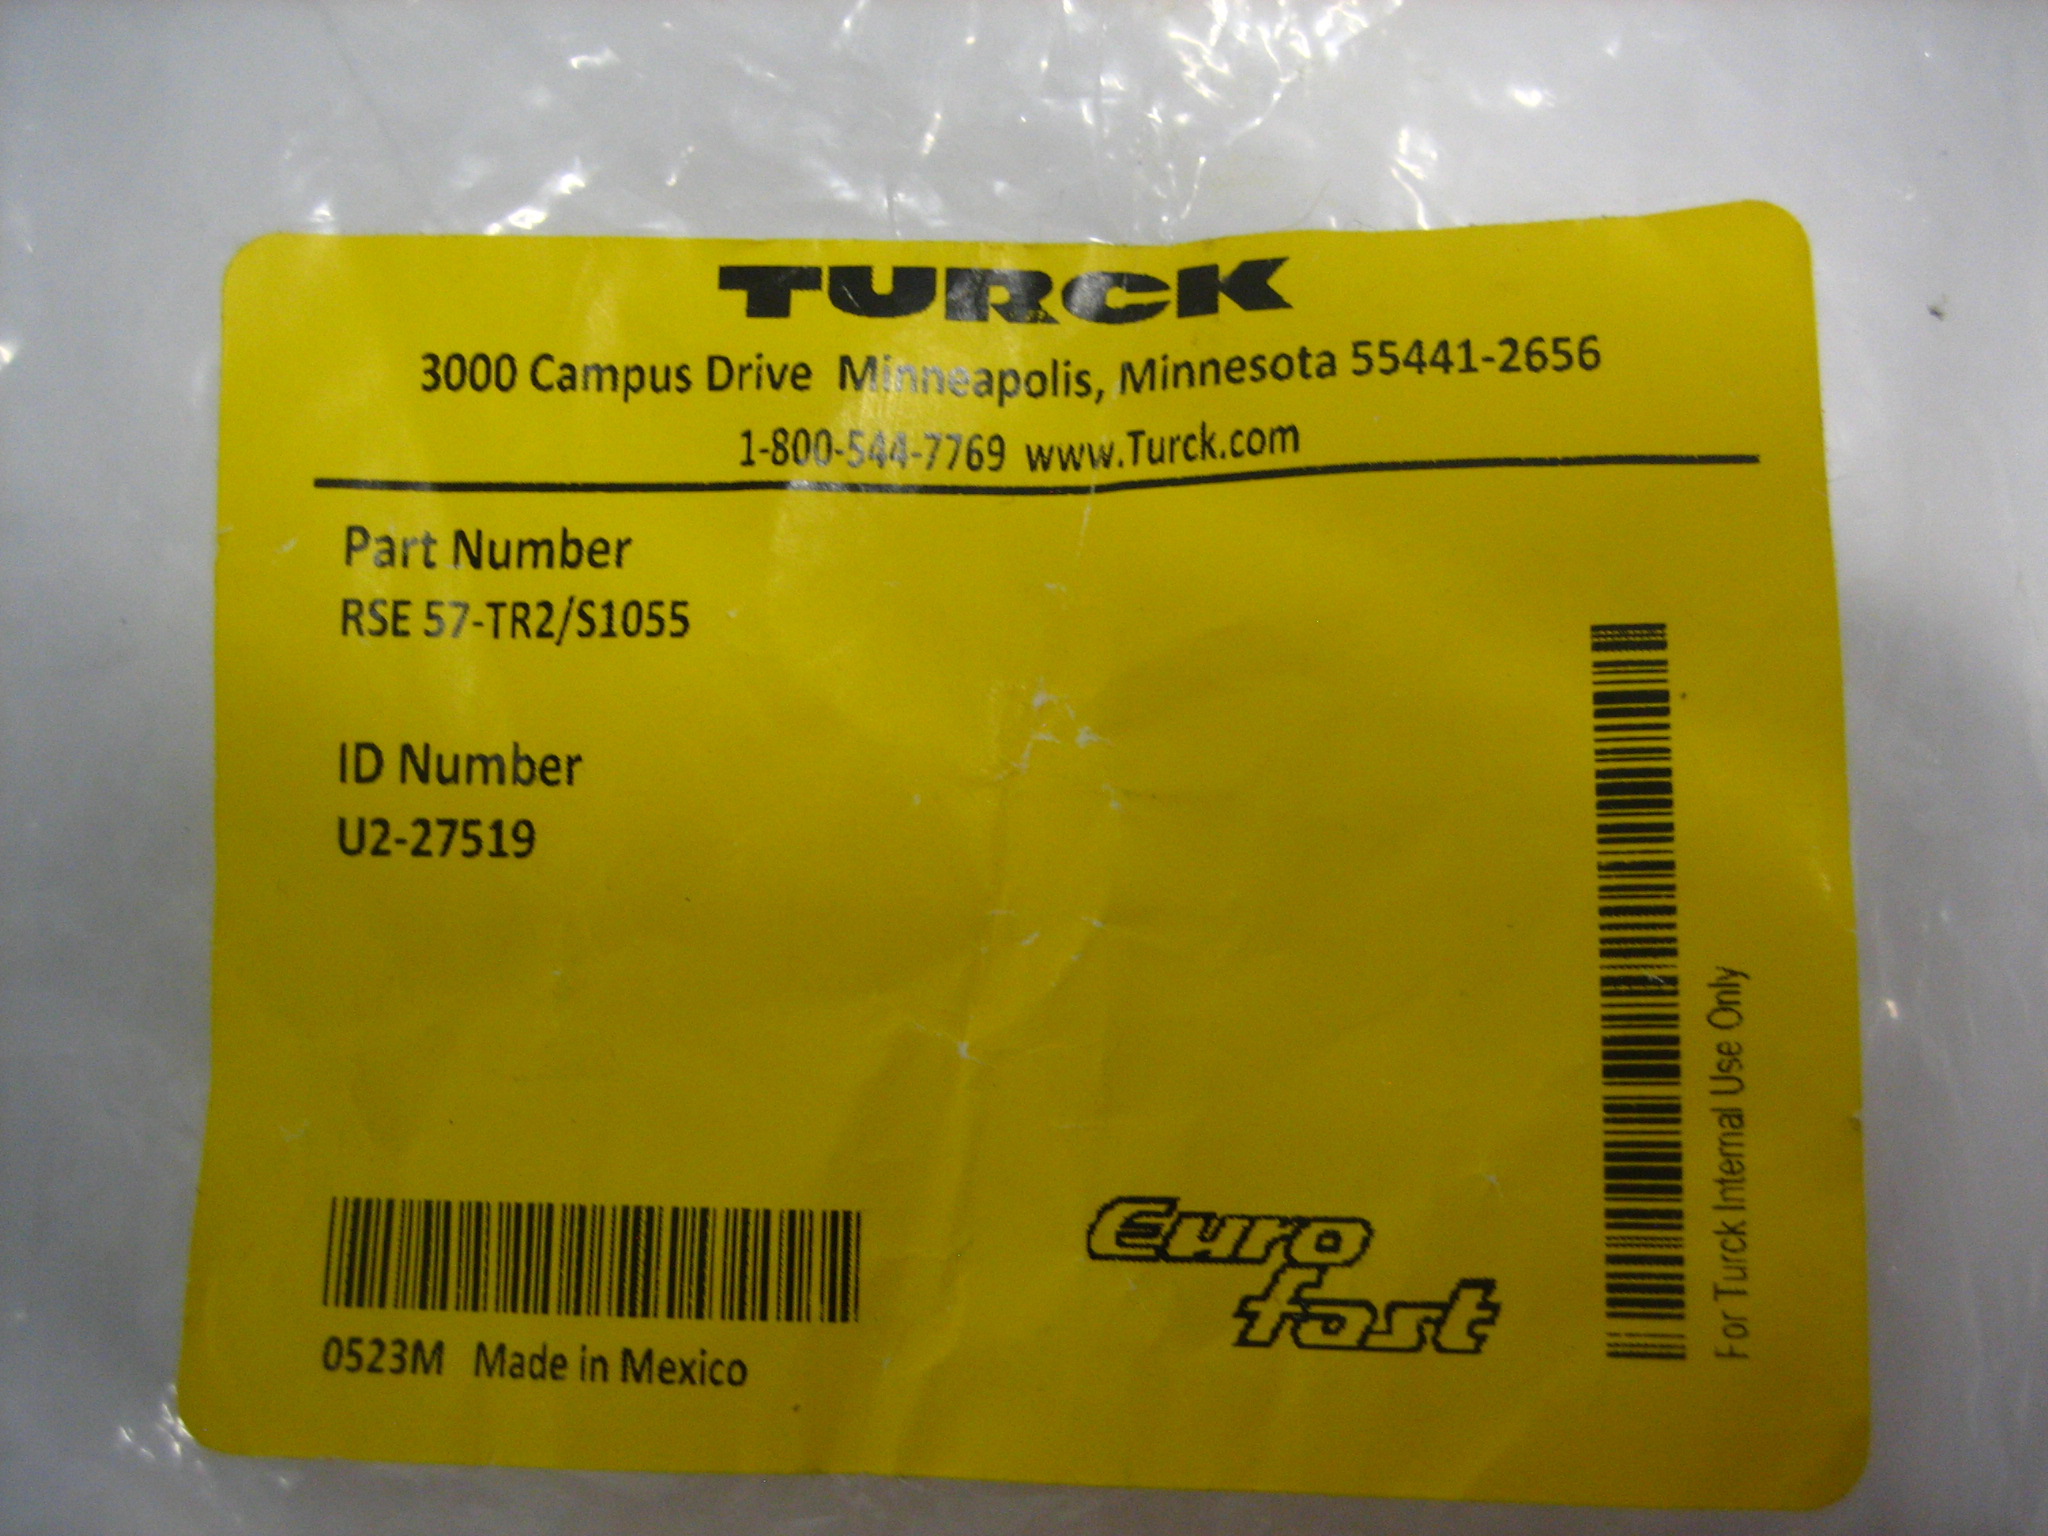 TURCK
3000 Campus Drive Minneapolis, Minnesota 55441-2656
1-800-544-7769 www.Turck.com
Part Number
RSE 57-TR2/S1055
ID Number
U2-27519
0523M Made in Mexico
Euro
fast
For Turck Internal Use Only